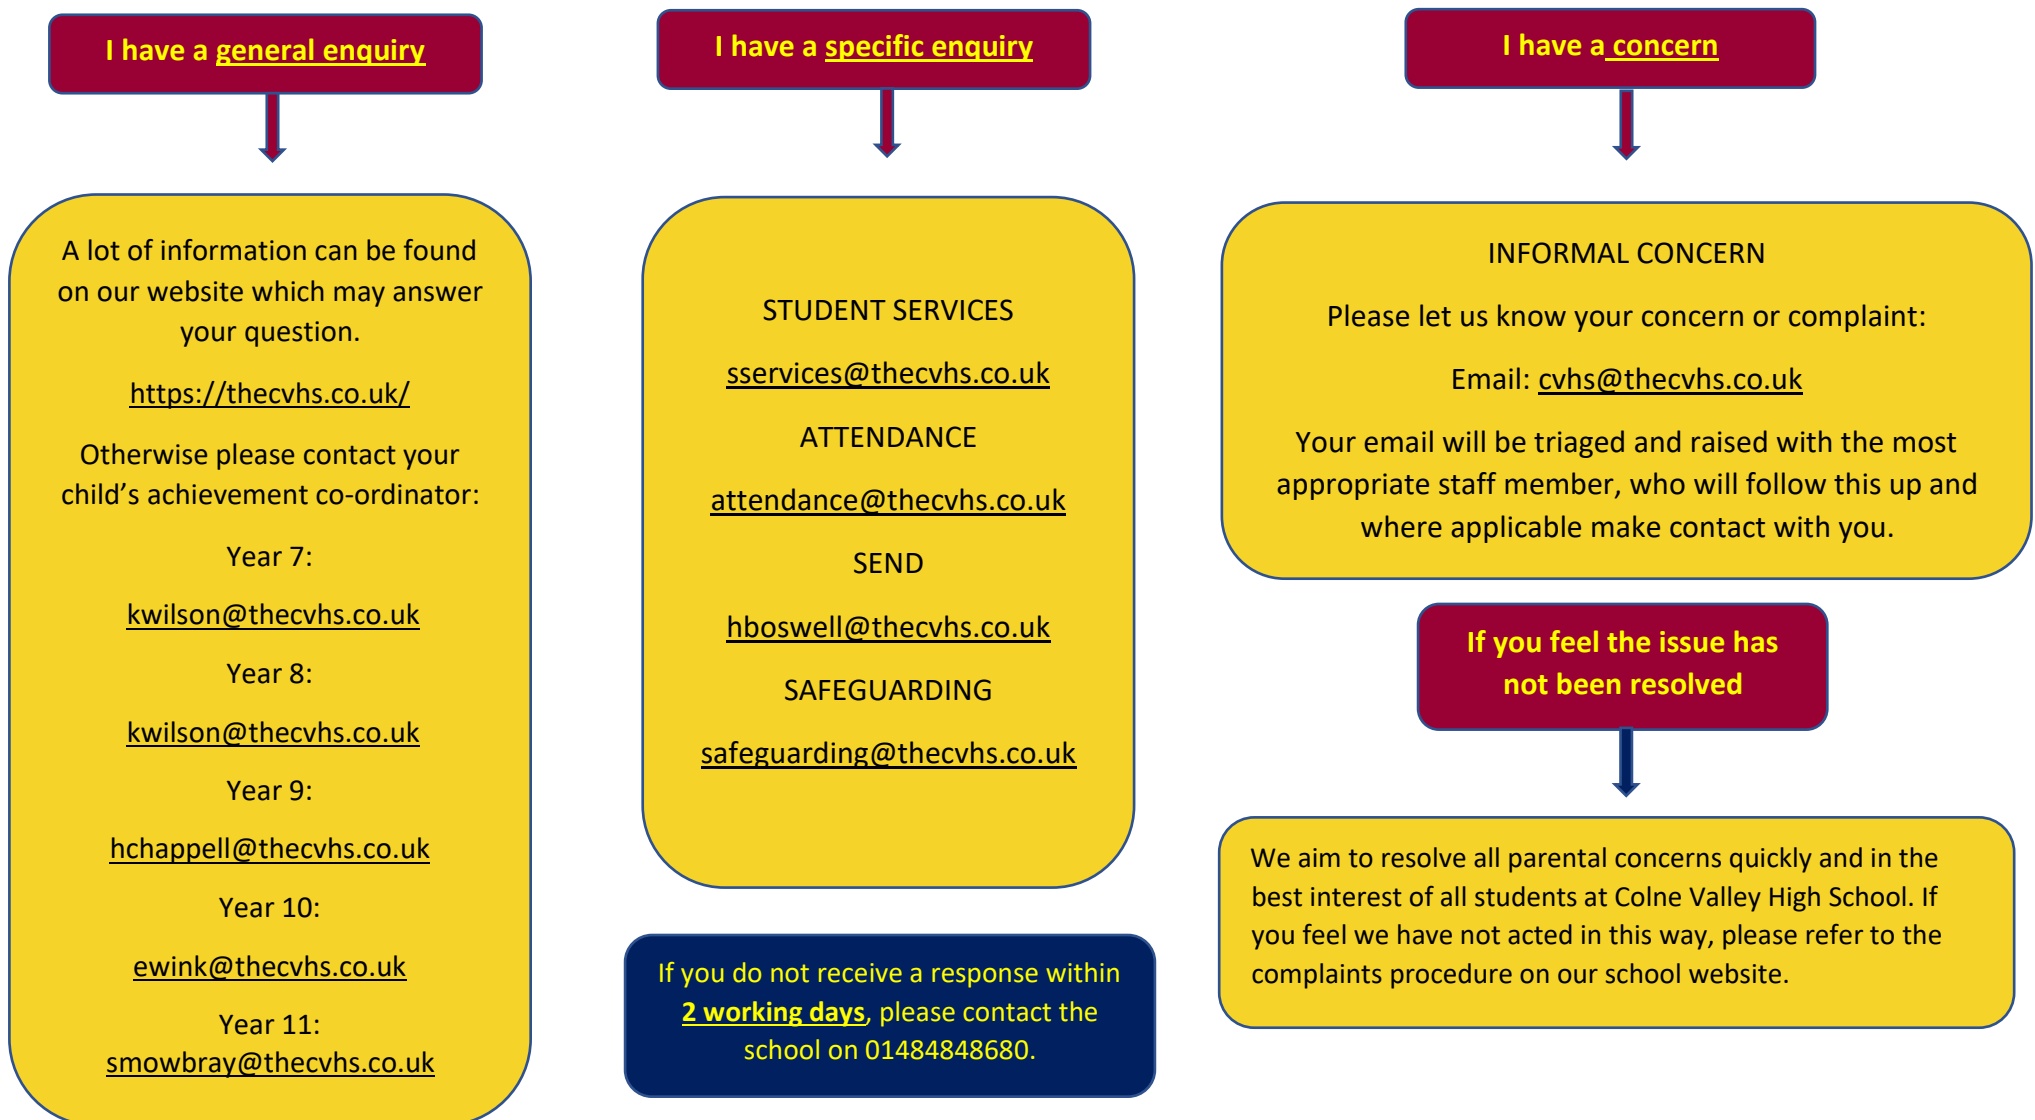 I have a general enquiry
A lot of information can be found
on our website which may answer
your question.
https://thecvhs.co.uk/
Otherwise please contact your
child’s achievement co-ordinator:
Year 7:
kwilson@thecvhs.co.uk
Year 8:
kwilson@thecvhs.co.uk
Year 9:
hchappell@thecvhs.co.uk
Year 10:
ewink@thecvhs.co.uk
Year 11:
smowbray@thecvhs.co.uk
I have a specific enquiry
STUDENT SERVICES
sservices@thecvhs.co.uk
ATTENDANCE
attendance@thecvhs.co.uk
SEND
hboswell@thecvhs.co.uk
SAFEGUARDING
safeguarding@thecvhs.co.uk
If you do not receive a response within
2 working days, please contact the
school on 01484848680.
I have a concern
INFORMAL CONCERN
Please let us know your concern or complaint:
Email: cvhs@thecvhs.co.uk
Your email will be triaged and raised with the most
appropriate staff member, who will follow this up and
where applicable make contact with you.
If you feel the issue has
not been resolved
We aim to resolve all parental concerns quickly and in the
best interest of all students at Colne Valley High School. If
you feel we have not acted in this way, please refer to the
complaints procedure on our school website.